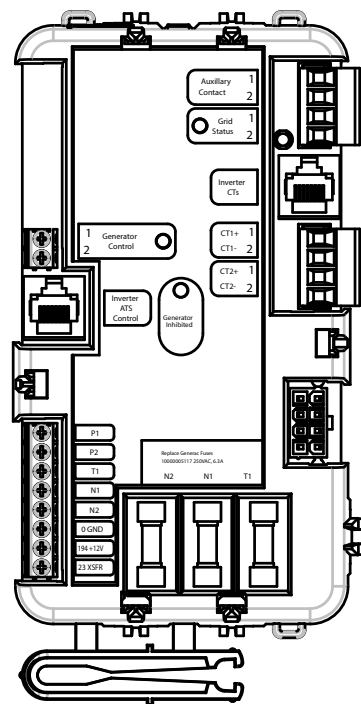 Auxillary 1
Contact 2
Grid 1
Status 2
Inverter
CTs
1 Generator
2 Control
CT1+ 1
CT1- 2
CT2+ 1
CT2- 2
Inverter
ATS
Control
Generator
Inhibited
P1
P2
T1
N1
N2
0 GND
194 +12V
23 XSFR
Replace Generac Fuses
10000005117 250VAC, 6.3A
N2 N1 T1